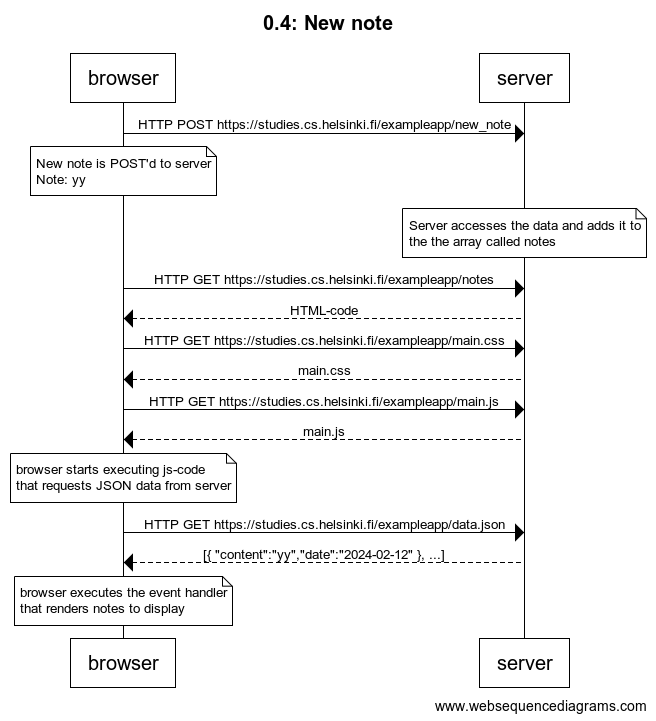 0.4: New note
browser
server
HTTP POST https://studies.cs.helsinki.fi/exampleapp/new_note
New note is POST'd to server
Note: yy
Server accesses the data and adds it to
the the array called notes
HTTP GET https://studies.cs.helsinki.fi/exampleapp/notes
HTML-code
HTTP GET https://studies.cs.helsinki.fi/exampleapp/main.css
main.css
HTTP GET https://studies.cs.helsinki.fi/exampleapp/main.js
main.js
browser starts executing js-code
that requests JSON data from server
HTTP GET https://studies.cs.helsinki.fi/exampleapp/data.json
[{ "content":"yy","date":"2024-02-12" }, ...]
browser executes the event handler
that renders notes to display
browser
server
www.websequencediagrams.com